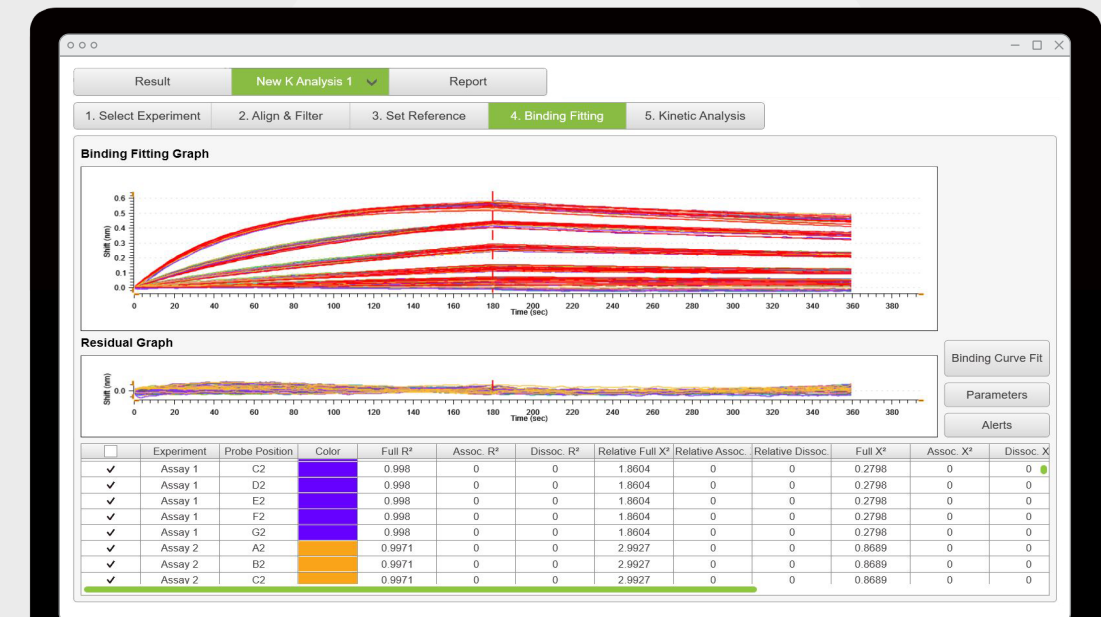 Result New K Analysis 1 Report
1. Select Experiment 2. Align & Filter 3. Set Reference 4. Binding Fitting 5. Kinetic Analysis
Binding Fitting Graph
Shift (nm)
0.6
0.5
0.4
0.3
0.2
0.1
0.0
0 20 40 60 80 100 120 140 160 180 200 220 240 260 280 300 320 340 360 380
Time (sec)
Residual Graph
Shift (nm)
0.0
0 20 40 60 80 100 120 140 160 180 200 220 240 260 280 300 320 340 360 380
Time (sec)
Binding Curve Fit
Parameters
Alerts
Experiment Probe Position Color Full R² Assoc. R² Dissoc. R² Relative Full X² Relative Assoc. Relative Dissoc. Full X² Assoc. X² Dissoc. X
Assay 1 C2 0.998 0 0 1.8604 0 0 0.2798 0 0
Assay 1 D2 0.998 0 0 1.8604 0 0 0.2798 0 0
Assay 1 E2 0.998 0 0 1.8604 0 0 0.2798 0 0
Assay 1 F2 0.998 0 0 1.8604 0 0 0.2798 0 0
Assay 1 G2 0.998 0 0 1.8604 0 0 0.2798 0 0
Assay 2 A2 0.9971 0 0 2.9927 0 0 0.8689 0 0
Assay 2 B2 0.9971 0 0 2.9927 0 0 0.8689 0 0
Assay 2 C2 0.9971 0 0 2.9927 0 0 0.8689 0 0